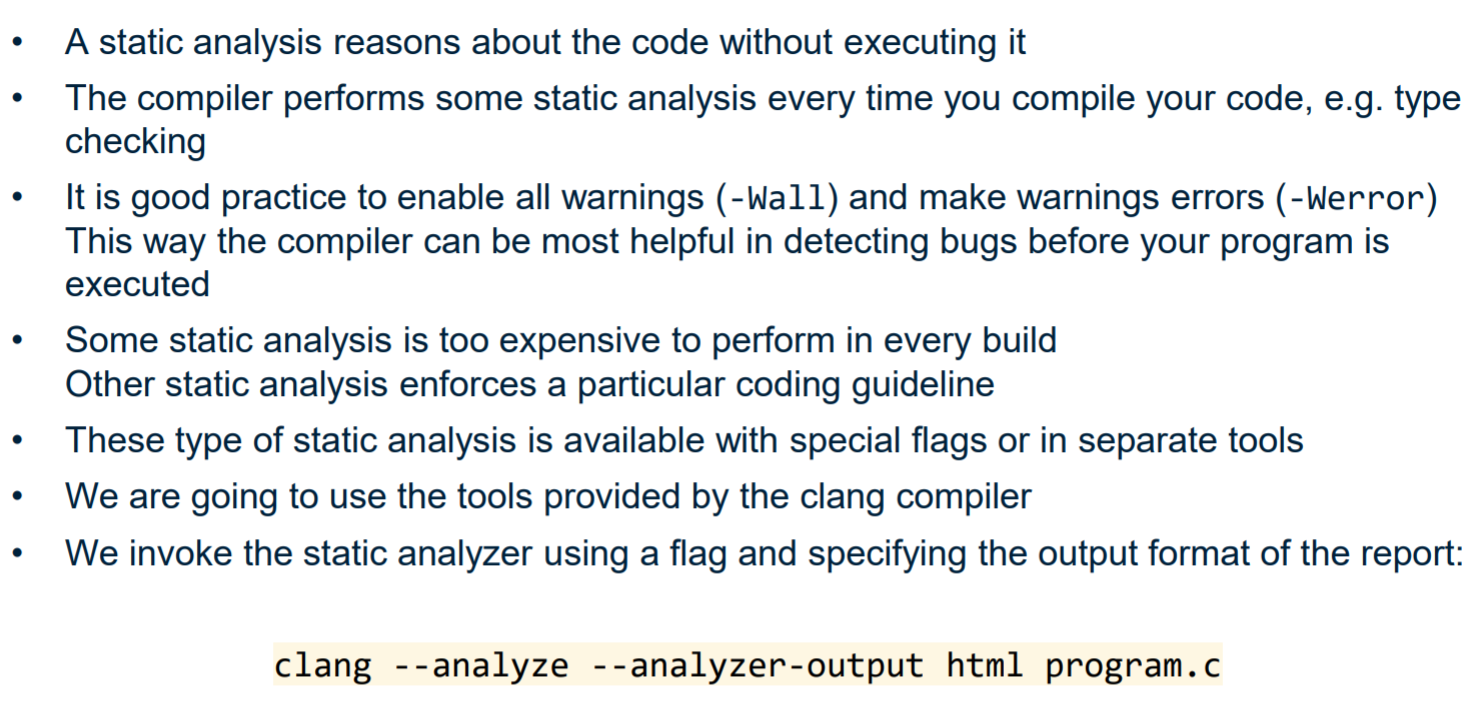 • A static analysis reasons about the code without executing it
• The compiler performs some static analysis every time you compile your code, e.g. type
checking
• It is good practice to enable all warnings (-Wall) and make warnings errors (-Werror)
This way the compiler can be most helpful in detecting bugs before your program is
executed
• Some static analysis is too expensive to perform in every build
Other static analysis enforces a particular coding guideline
• These type of static analysis is available with special flags or in separate tools
• We are going to use the tools provided by the clang compiler
• We invoke the static analyzer using a flag and specifying the output format of the report:
clang --analyze --analyzer-output html program.c